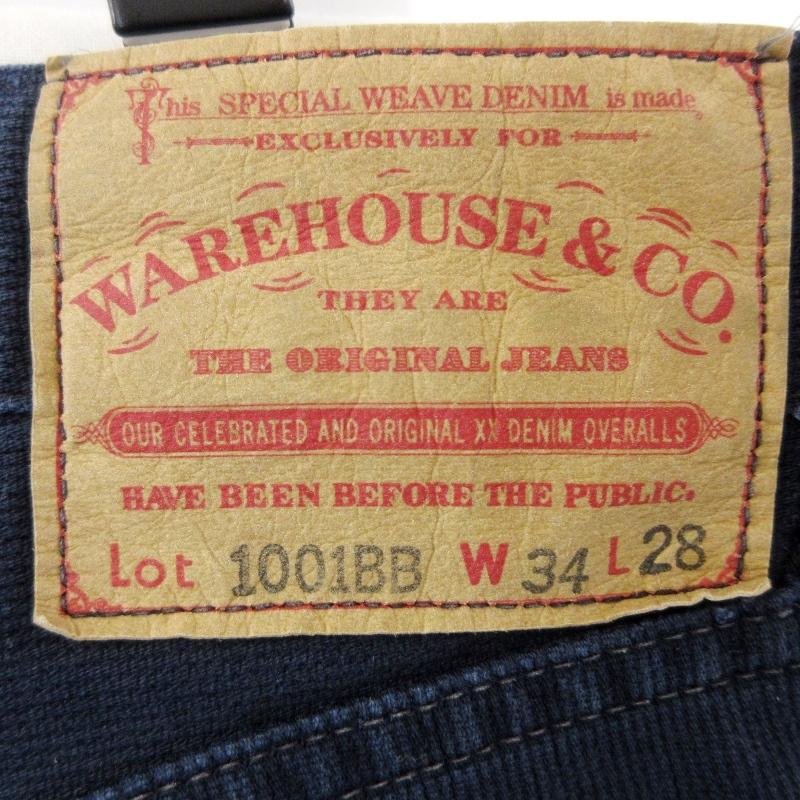 This SPECIAL WEAVE DENIM is made
EXCLUSIVELY FOR
WAREHOUSE & CO.
THEY ARE
THE ORIGINAL JEANS
OUR CELEBRATED AND ORIGINAL XX DENIM OVERALLS
HAVE BEEN BEFORE THE PUBLIC.
Lot 1001BB W 34 L 28